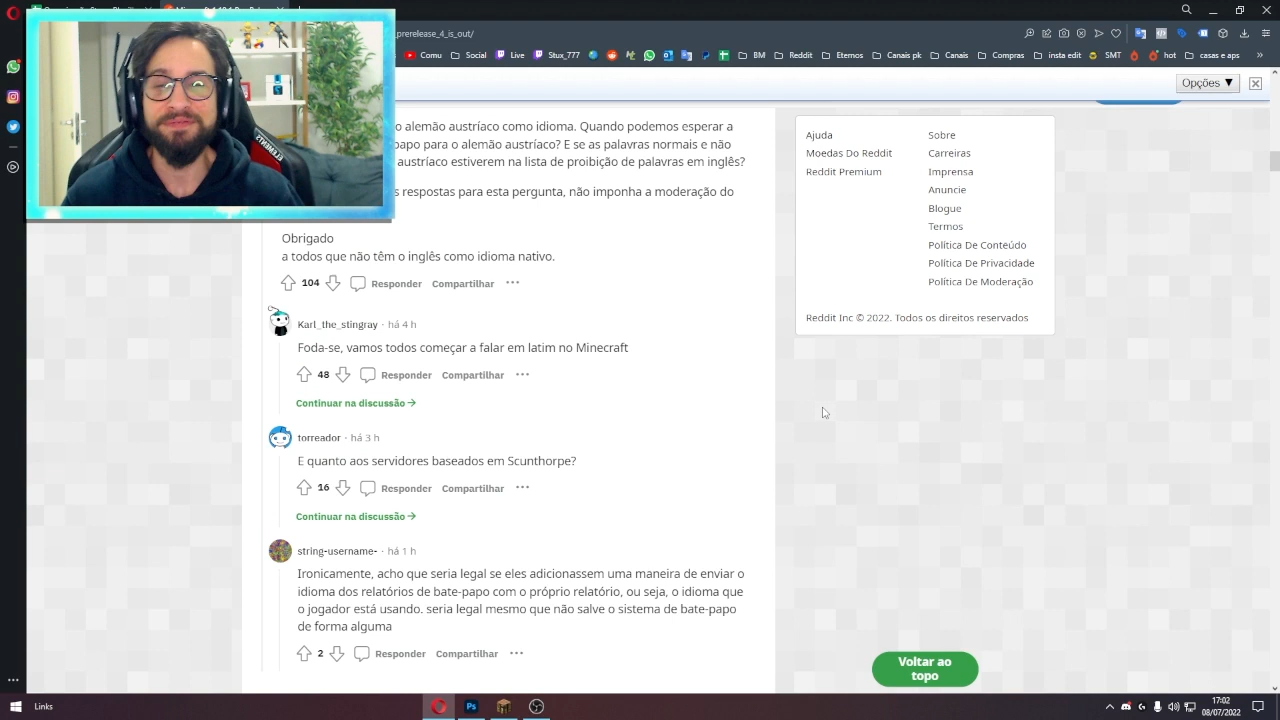 _prerelease_4_is_out/
Comu
Social
Live
Stux_777
BM
Reddit
Sternstein
Canais pk
Servidores
Compras
insta edit
SMT
art
hot
casas e aps
Opções ▼
o alemão austríaco como idioma. Quando podemos esperar a
papo para o alemão austríaco? E se as palavras normais e não
austríaco estiverem na lista de proibição de palavras em inglês?
s respostas para esta pergunta, não imponha a moderação do
Obrigado
a todos que não têm o inglês como idioma nativo.
104 Responder Compartilhar ···
Karl_the_stingray · há 4 h
Foda-se, vamos todos começar a falar em latim no Minecraft
48 Responder Compartilhar ···
Continuar na discussão →
torreador · há 3 h
E quanto aos servidores baseados em Scunthorpe?
16 Responder Compartilhar ···
Continuar na discussão →
string-username- · há 1 h
Ironicamente, acho que seria legal se eles adicionassem uma maneira de enviar o
idioma dos relatórios de bate-papo com o próprio relatório, ou seja, o idioma que
o jogador está usando. seria legal mesmo que não salve o sistema de bate-papo
de forma alguma
2 Responder Compartilhar ···
Ajuda
Moedas Do Reddit
Reddit Premium
Sobre
Carreiras
Imprensa
Anuncie
Blogue
Termos
Política De Conteúdo
Política De Privacidade
Política De Moderação
Reddit Inc © 2022. Todos os direitos reservados
Voltar ao
topo
ELEMENTS
Links
17:02
08/07/2022